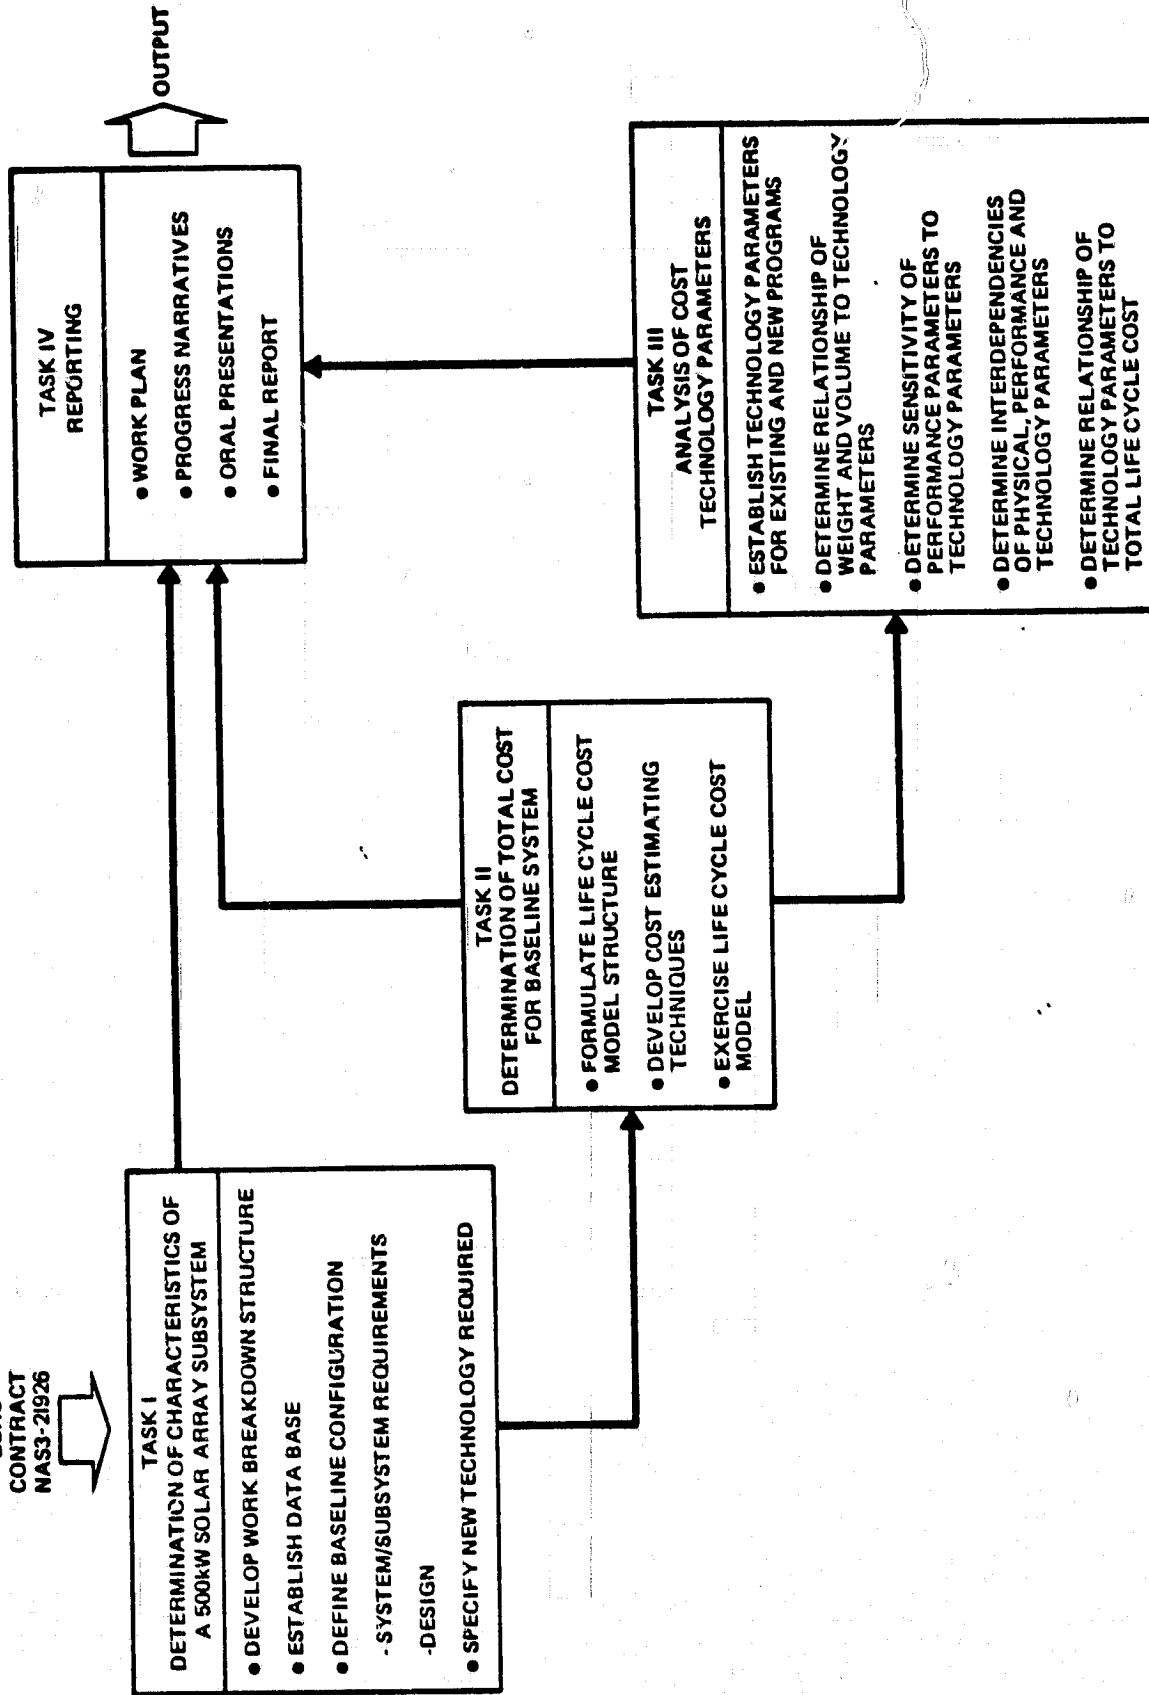 CONTRACT
NAS3-21926
TASK I
DETERMINATION OF CHARACTERISTICS OF
A 500kW SOLAR ARRAY SUBSYSTEM
● DEVELOP WORK BREAKDOWN STRUCTURE
● ESTABLISH DATA BASE
● DEFINE BASELINE CONFIGURATION
-SYSTEM/SUBSYSTEM REQUIREMENTS
-DESIGN
● SPECIFY NEW TECHNOLOGY REQUIRED
TASK II
DETERMINATION OF TOTAL COST
FOR BASELINE SYSTEM
● FORMULATE LIFE CYCLE COST
MODEL STRUCTURE
● DEVELOP COST ESTIMATING
TECHNIQUES
● EXERCISE LIFE CYCLE COST
MODEL
TASK III
ANALYSIS OF COST
TECHNOLOGY PARAMETERS
● ESTABLISH TECHNOLOGY PARAMETERS
FOR EXISTING AND NEW PROGRAMS
● DETERMINE RELATIONSHIP OF
WEIGHT AND VOLUME TO TECHNOLOGY
PARAMETERS
● DETERMINE SENSITIVITY OF
PERFORMANCE PARAMETERS TO
TECHNOLOGY PARAMETERS
● DETERMINE INTERDEPENDENCIES
OF PHYSICAL, PERFORMANCE AND
TECHNOLOGY PARAMETERS
● DETERMINE RELATIONSHIP OF
TECHNOLOGY PARAMETERS TO
TOTAL LIFE CYCLE COST
TASK IV
REPORTING
● WORK PLAN
● PROGRESS NARRATIVES
● ORAL PRESENTATIONS
● FINAL REPORT
OUTPUT